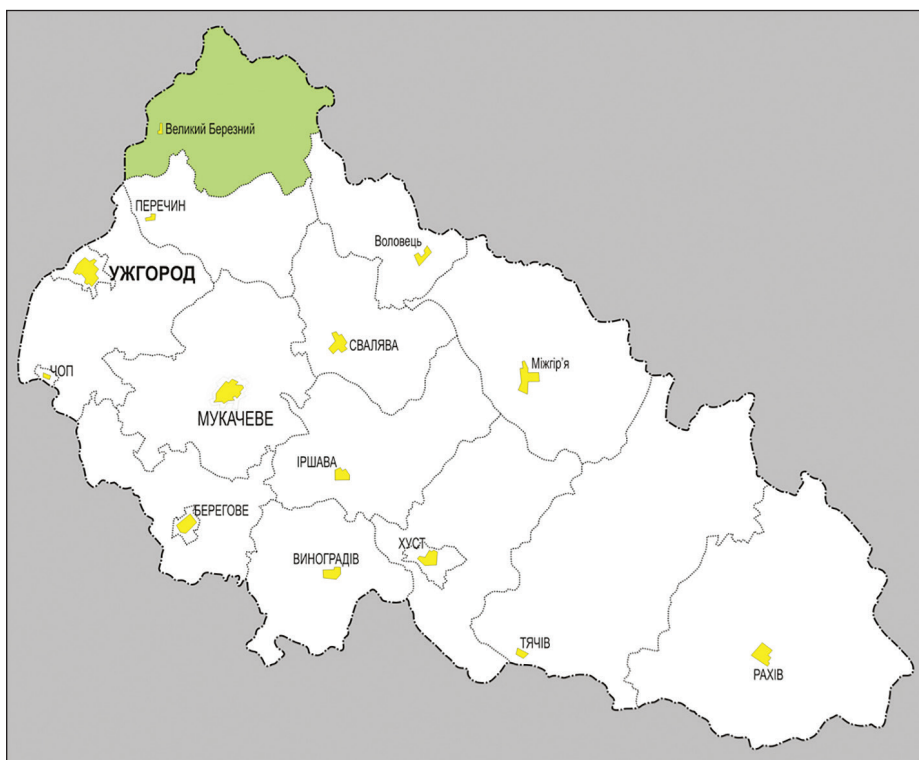 Великий Березний
ПЕРЕЧИН
Воловець
УЖГОРОД
СВАЛЯВА
Міжгір'я
ЧОП
МУКАЧЕВЕ
ІРШАВА
БЕРЕГОВЕ
ХУСТ
ВИНОГРАДІВ
ТЯЧІВ
РАХІВ